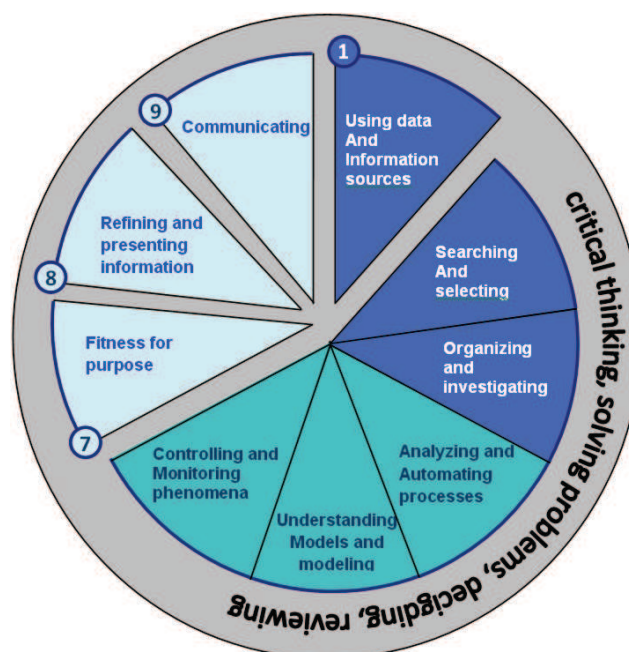 1
Using data
And
Information
sources
Searching
And
selecting
Organizing
and
investigating
Analyzing and
Automating
processes
Understanding
Models and
modeling
Controlling and
Monitoring
phenomena
7
Fitness for
purpose
8
Refining and
presenting
information
9
Communicating
critical thinking, solving problems, decigding, reviewing